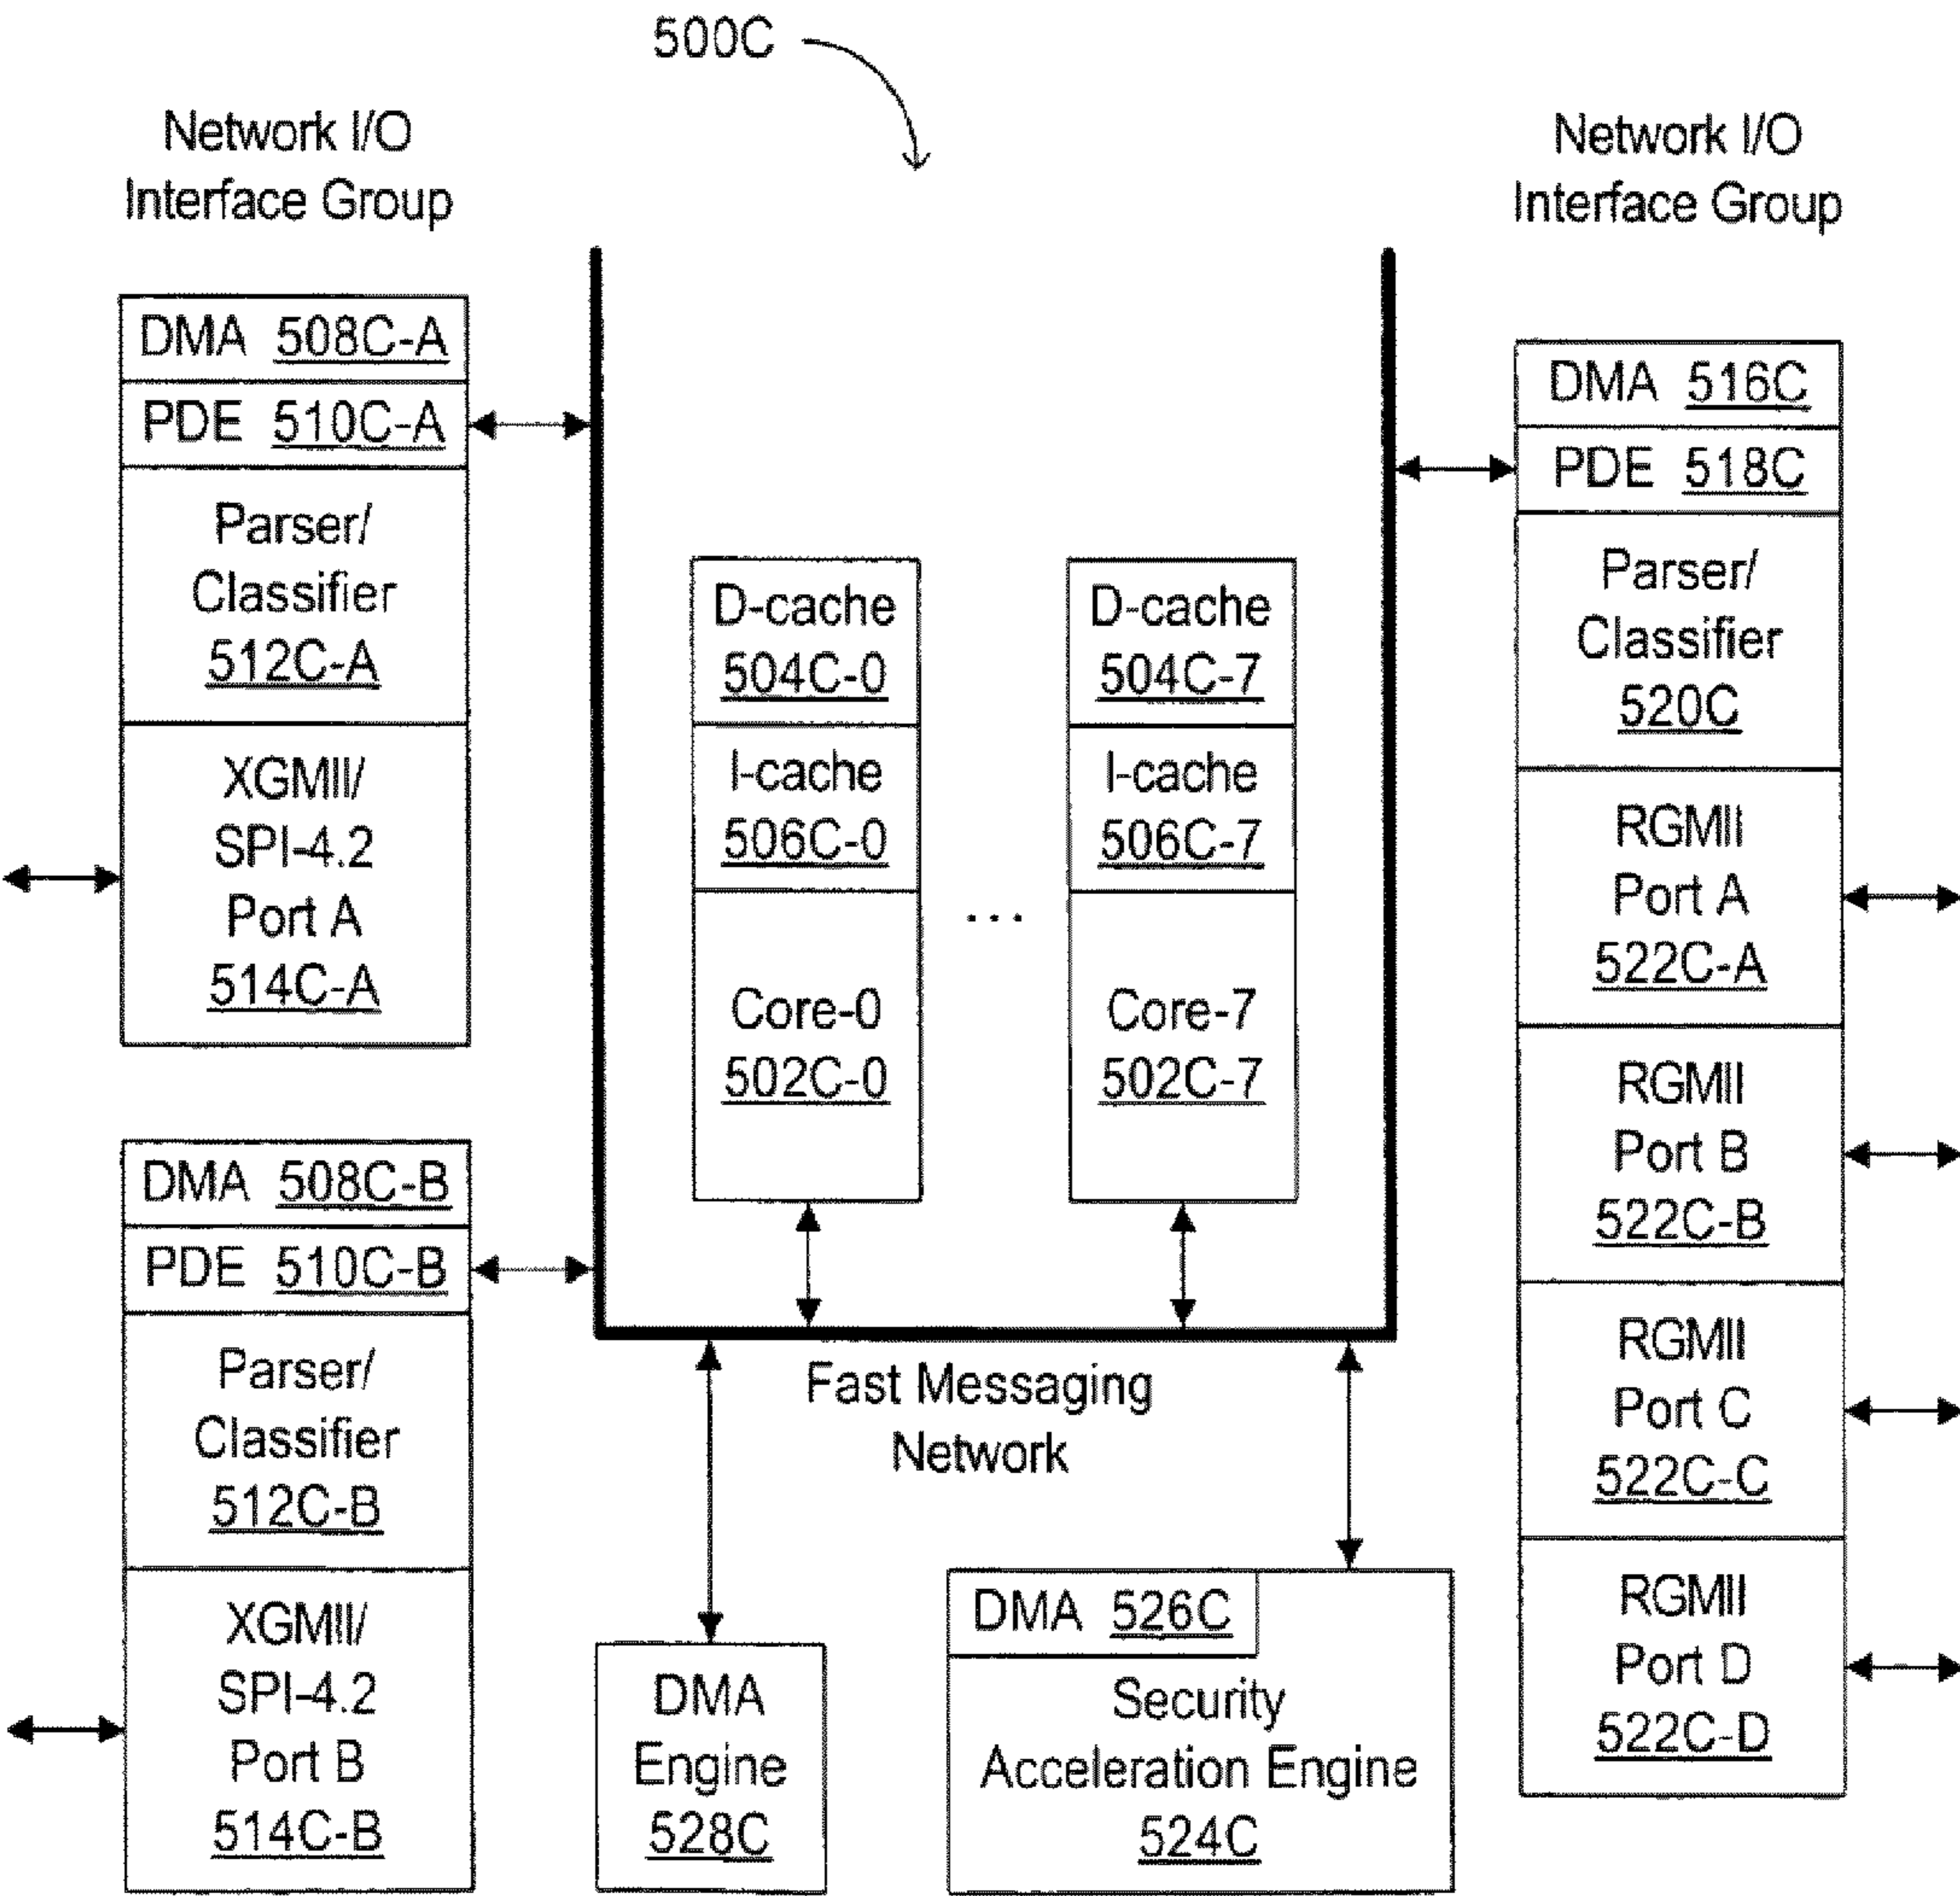 500C
Network I/O
Interface Group
DMA 508C-A
PDE 510C-A
Parser/
Classifier
512C-A
XGMII/
SPI-4.2
Port A
514C-A
DMA 508C-B
PDE 510C-B
Parser/
Classifier
512C-B
XGMII/
SPI-4.2
Port B
514C-B
D-cache
504C-0
I-cache
506C-0
Core-0
502C-0
...
D-cache
504C-7
I-cache
506C-7
Core-7
502C-7
Fast Messaging
Network
DMA
Engine
528C
DMA 526C
Security
Acceleration Engine
524C
Network I/O
Interface Group
DMA 516C
PDE 518C
Parser/
Classifier
520C
RGMII
Port A
522C-A
RGMII
Port B
522C-B
RGMII
Port C
522C-C
RGMII
Port D
522C-D